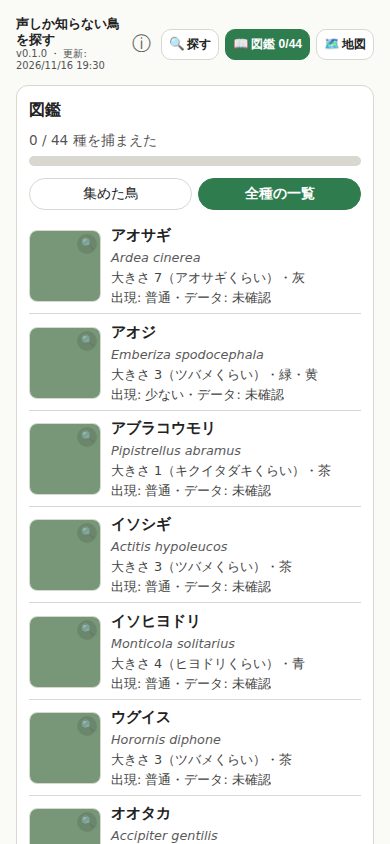 声しか知らない鳥
を探す
v0.1.0 ・ 更新:
2026/11/16 19:30
ⓘ
🔍 探す
📖 図鑑 0/44
🗺️ 地図
図鑑
0 / 44 種を捕まえた
集めた鳥
全種の一覧
アオサギ
Ardea cinerea
大きさ 7（アオサギくらい）・灰
出現: 普通・データ: 未確認
アオジ
Emberiza spodocephala
大きさ 3（ツバメくらい）・緑・黄
出現: 少ない・データ: 未確認
アブラコウモリ
Pipistrellus abramus
大きさ 1（キクイタダキくらい）・茶
出現: 普通・データ: 未確認
イソシギ
Actitis hypoleucos
大きさ 3（ツバメくらい）・茶
出現: 普通・データ: 未確認
イソヒヨドリ
Monticola solitarius
大きさ 4（ヒヨドリくらい）・青
出現: 普通・データ: 未確認
ウグイス
Horornis diphone
大きさ 3（ツバメくらい）・茶
出現: 普通・データ: 未確認
オオタカ
Accipiter gentilis